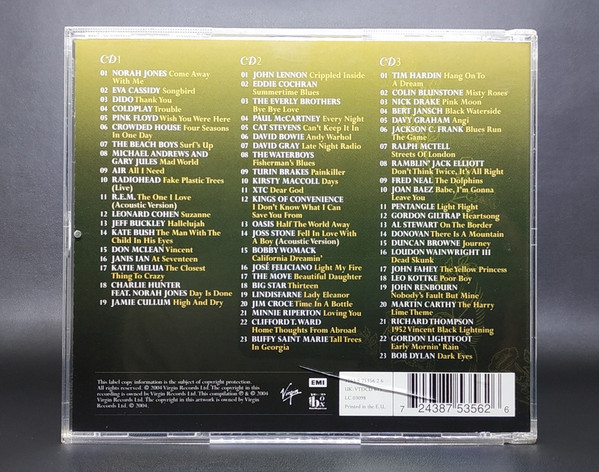 CD1
01 NORAH JONES Come Away
With Me
02 EVA CASSIDY Songbird
03 DIDO Thank You
04 COLDPLAY Trouble
05 PINK FLOYD Wish You Were Here
06 CROWDED HOUSE Four Seasons
In One Day
07 THE BEACH BOYS Surf's Up
08 MICHAEL ANDREWS AND
GARY JULES Mad World
09 AIR All I Need
10 RADIOHEAD Fake Plastic Trees
(Live)
11 R.E.M. The One I Love
(Acoustic Version)
12 LEONARD COHEN Suzanne
13 JEFF BUCKLEY Hallelujah
14 KATE BUSH The Man With The
Child In His Eyes
15 DON MCLEAN Vincent
16 JANIS IAN At Seventeen
17 KATIE MELUA The Closest
Thing To Crazy
18 CHARLIE HUNTER
FEAT. NORAH JONES Day Is Done
19 JAMIE CULLUM High And Dry
CD2
01 JOHN LENNON Crippled Inside
02 EDDIE COCHRAN
Summertime Blues
03 THE EVERLY BROTHERS
Bye Bye Love
04 PAUL McCARTNEY Every Night
05 CAT STEVENS Can't Keep It In
06 DAVID BOWIE Andy Warhol
07 DAVID GRAY Late Night Radio
08 THE WATERBOYS
Fisherman's Blues
09 TURIN BRAKES Painkiller
10 KIRSTY MACCOLL Days
11 XTC Dear God
12 KINGS OF CONVENIENCE
I Don't Know What I Can
Save You From
13 OASIS Half The World Away
14 JOSS STONE Fell In Love With
A Boy (Acoustic Version)
15 BOBBY WOMACK
California Dreamin'
16 JOSÉ FELICIANO Light My Fire
17 THE MOVE Beautiful Daughter
18 BIG STAR Thirteen
19 LINDISFARNE Lady Eleanor
20 JIM CROCE Time In A Bottle
21 MINNIE RIPERTON Loving You
22 CLIFFORD T. WARD
Home Thoughts From Abroad
23 BUFFY SAINT MARIE Tall Trees
In Georgia
CD3
01 TIM HARDIN Hang On To
A Dream
02 COLIN BLUNSTONE Misty Roses
03 NICK DRAKE Pink Moon
04 BERT JANSCH Black Waterside
05 DAVY GRAHAM Angi
06 JACKSON C. FRANK Blues Run
The Game
07 RALPH MCTELL
Streets Of London
08 RAMBLIN' JACK ELLIOTT
Don't Think Twice, It's All Right
09 FRED NEAL The Dolphins
10 JOAN BAEZ Babe, I'm Gonna
Leave You
11 PENTANGLE Light Flight
12 GORDON GILTRAP Heartsong
13 AL STEWART On The Border
14 DONOVAN There Is A Mountain
15 DUNCAN BROWNE Journey
16 LOUDON WAINWRIGHT III
Dead Skunk
17 JOHN FAHEY The Yellow Princess
18 LEO KOTTKE Poor Boy
19 JOHN RENBOURN
Nobody's Fault But Mine
20 MARTIN CARTHY The Harry
Lime Theme
21 RICHARD THOMPSON
1952 Vincent Black Lightning
22 GORDON LIGHTFOOT
Early Mornin' Rain
23 BOB DYLAN Dark Eyes
This label copy information is the subject of copyright protection.
All rights reserved. © 2004 Virgin Records Ltd. The copyright in this
recording is owned by Virgin Records Ltd. This compilation ℗ & © 2004
Virgin Records Ltd. The copyright in this artwork is owned by Virgin
Records Ltd. © 2004.
Virgin
EMI
LC 03098
Printed in the E.U.
7 24387 53562 6